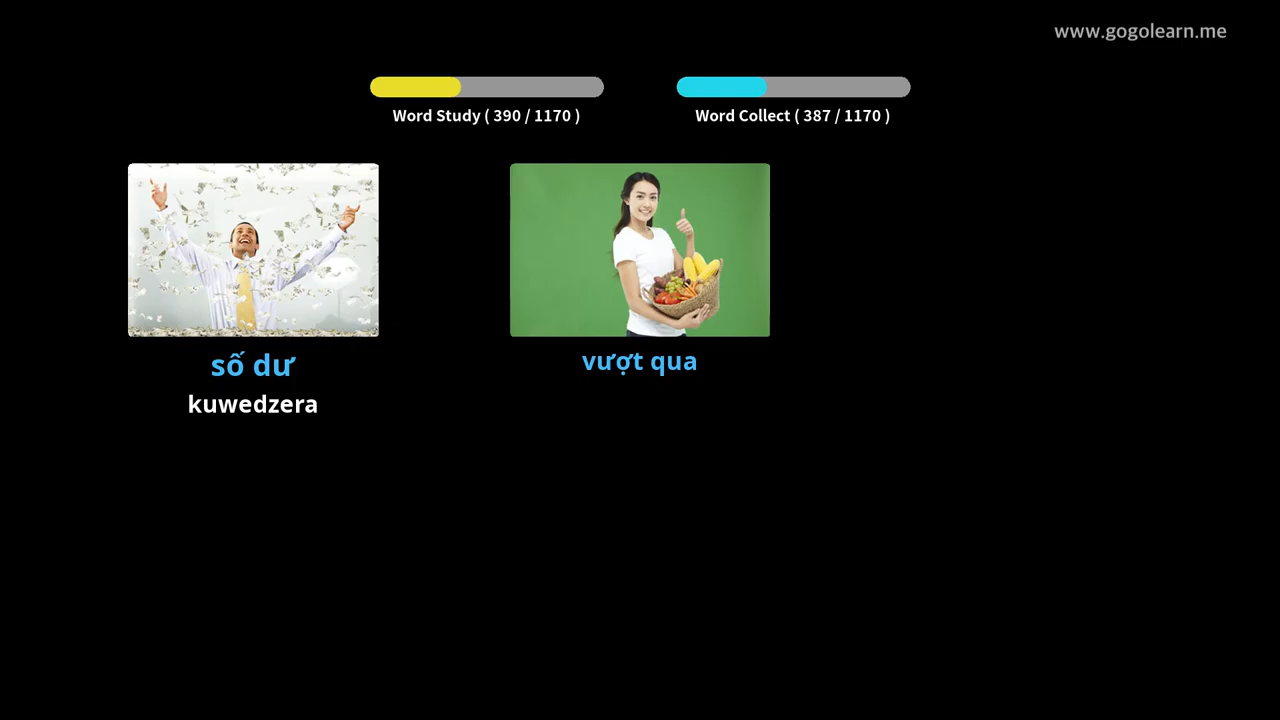 www.gogolearn.me
Word Study ( 390 / 1170 )
Word Collect ( 387 / 1170 )
số dư
kuwedzera
vượt qua